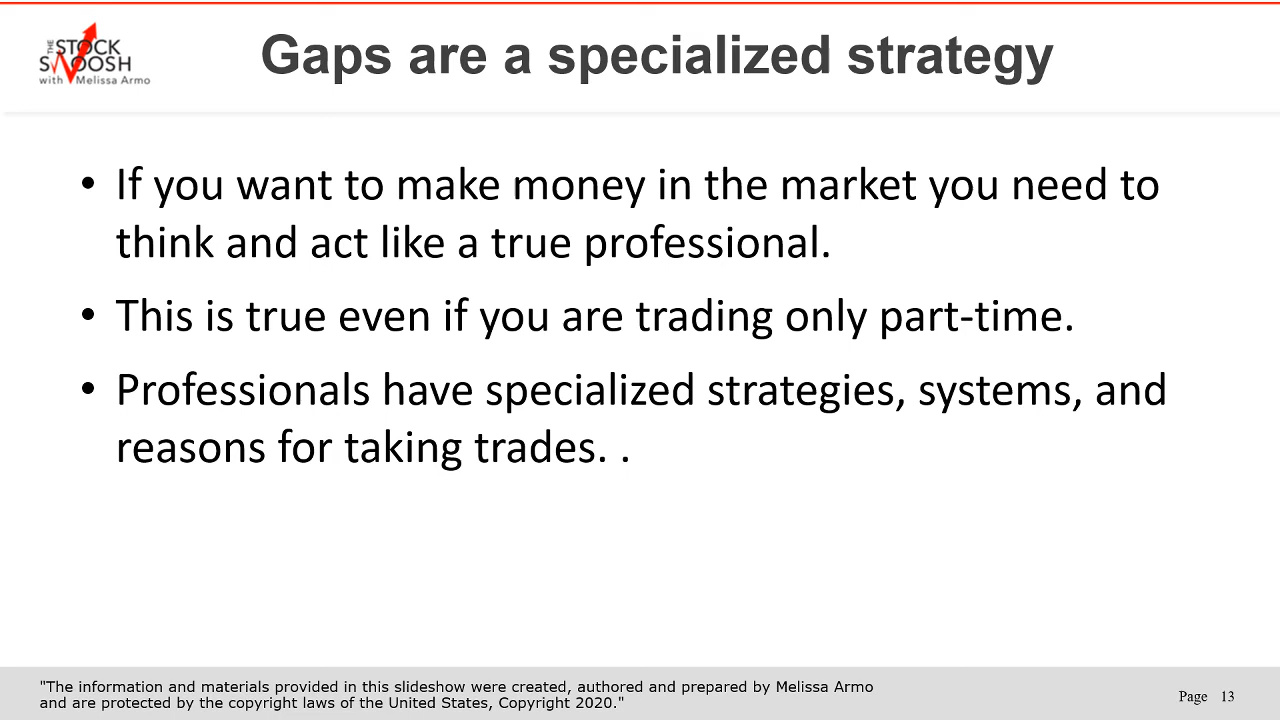 THE STOCK
SWOOSH
with Melissa Armo
Gaps are a specialized strategy
• If you want to make money in the market you need to
think and act like a true professional.
• This is true even if you are trading only part-time.
• Professionals have specialized strategies, systems, and
reasons for taking trades. .
"The information and materials provided in this slideshow were created, authored and prepared by Melissa Armo
and are protected by the copyright laws of the United States, Copyright 2020."
Page 13